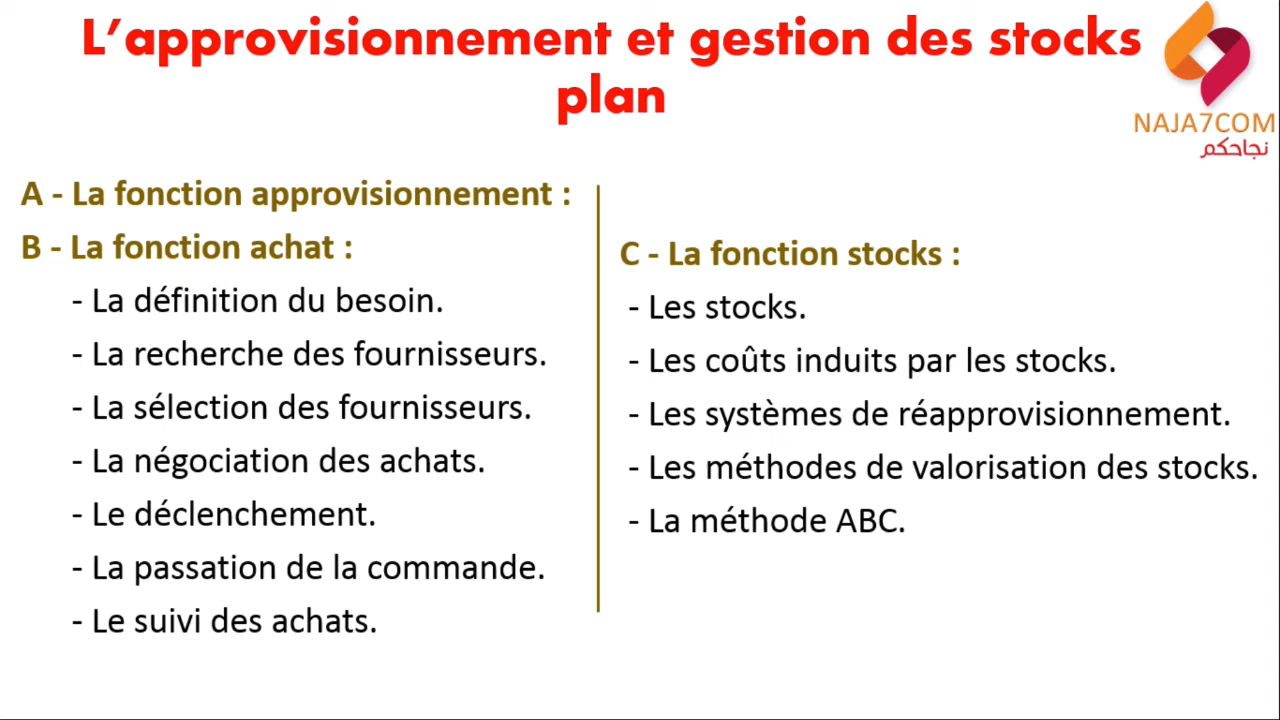 L’approvisionnement et gestion des stocks
plan
NAJA7COM
نجاحكم
A - La fonction approvisionnement :
B - La fonction achat :
- La définition du besoin.
- La recherche des fournisseurs.
- La sélection des fournisseurs.
- La négociation des achats.
- Le déclenchement.
- La passation de la commande.
- Le suivi des achats.
C - La fonction stocks :
- Les stocks.
- Les coûts induits par les stocks.
- Les systèmes de réapprovisionnement.
- Les méthodes de valorisation des stocks.
- La méthode ABC.